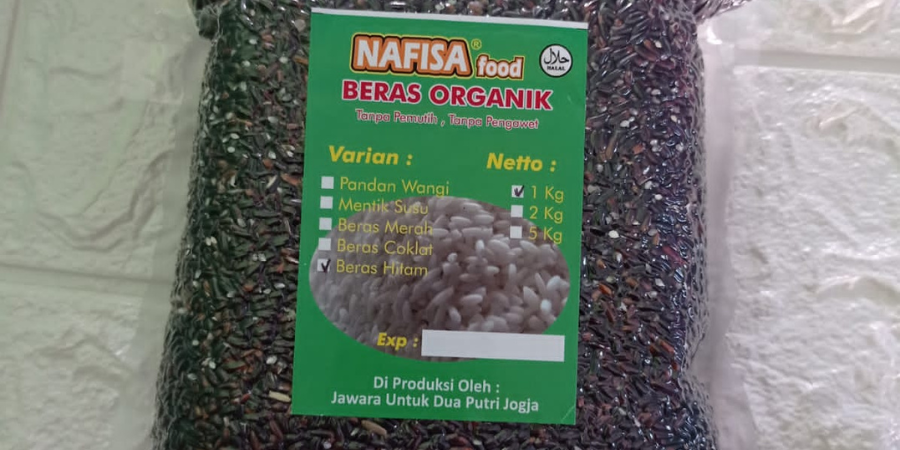 NAFISA® food
حلال
HALAL
BERAS ORGANIK
Tanpa Pemutih , Tanpa Pengawet
Varian :
Pandan Wangi
Mentik Susu
Beras Merah
Beras Coklat
Beras Hitam
Netto :
1 Kg
2 Kg
5 Kg
Exp :
Di Produksi Oleh :
Jawara Untuk Dua Putri Jogja